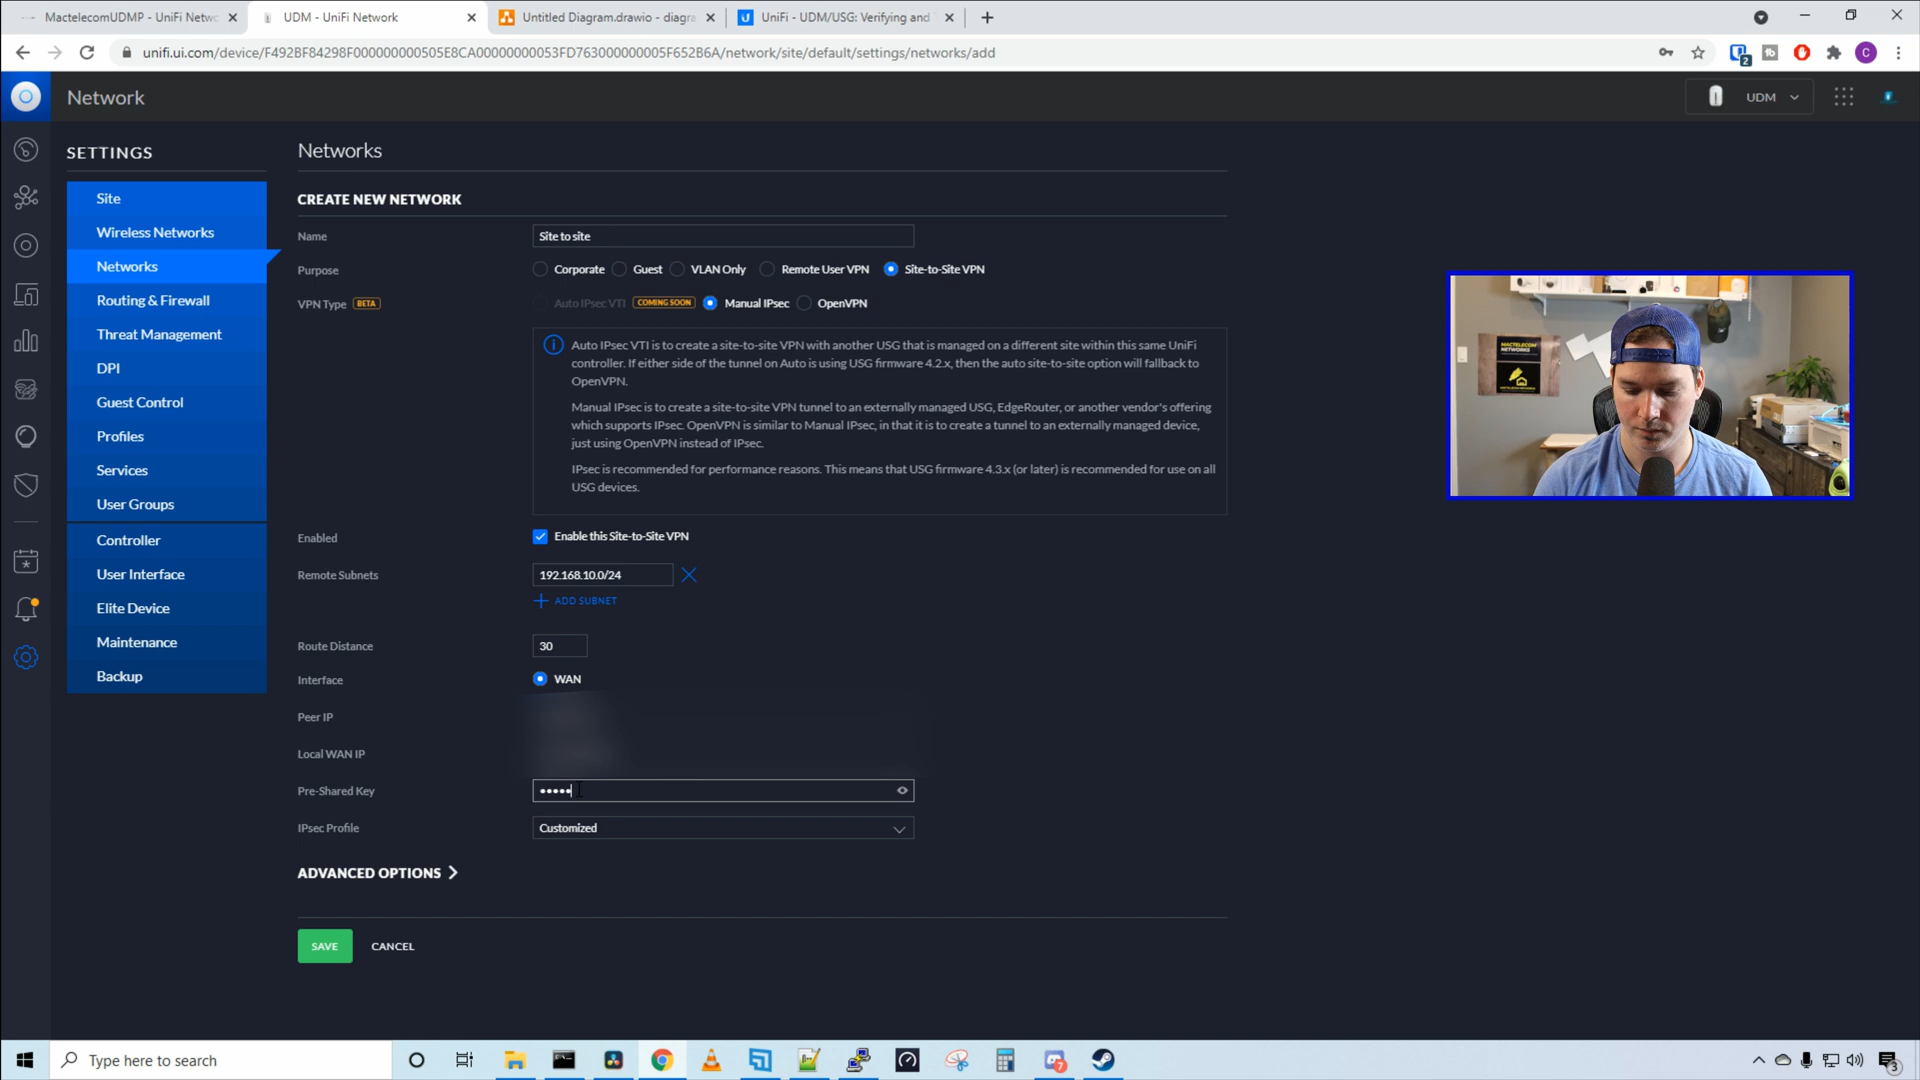 MactelecomUDMP - UniFi Netwo
UDM - UniFi Network
Untitled Diagram.drawio - diagra
UniFi - UDM/USG: Verifying and
unifi.ui.com/device/F492BF84298F000000000505E8CA00000000053FD763000000005F652B6A/network/site/default/settings/networks/add
2
C
Network
UDM
SETTINGS
Site
Wireless Networks
Networks
Routing & Firewall
Threat Management
DPI
Guest Control
Profiles
Services
User Groups
Controller
User Interface
Elite Device
Maintenance
Backup
Networks
CREATE NEW NETWORK
Name Site to site
Purpose Corporate Guest VLAN Only Remote User VPN Site-to-Site VPN
VPN Type BETA Auto IPsec VTI COMING SOON Manual IPsec OpenVPN
Auto IPsec VTI is to create a site-to-site VPN with another USG that is managed on a different site within this same UniFi
controller. If either side of the tunnel on Auto is using USG firmware 4.2.x, then the auto site-to-site option will fallback to
OpenVPN.
Manual IPsec is to create a site-to-site VPN tunnel to an externally managed USG, EdgeRouter, or another vendor's offering
which supports IPsec. OpenVPN is similar to Manual IPsec, in that it is to create a tunnel to an externally managed device,
just using OpenVPN instead of IPsec.
IPsec is recommended for performance reasons. This means that USG firmware 4.3.x (or later) is recommended for use on all
USG devices.
Enabled Enable this Site-to-Site VPN
Remote Subnets 192.168.10.0/24
ADD SUBNET
Route Distance 30
Interface WAN
Peer IP
Local WAN IP
Pre-Shared Key •••••
IPsec Profile Customized
ADVANCED OPTIONS
SAVE CANCEL
MACTELECOM
NETWORKS
Type here to search
7
3